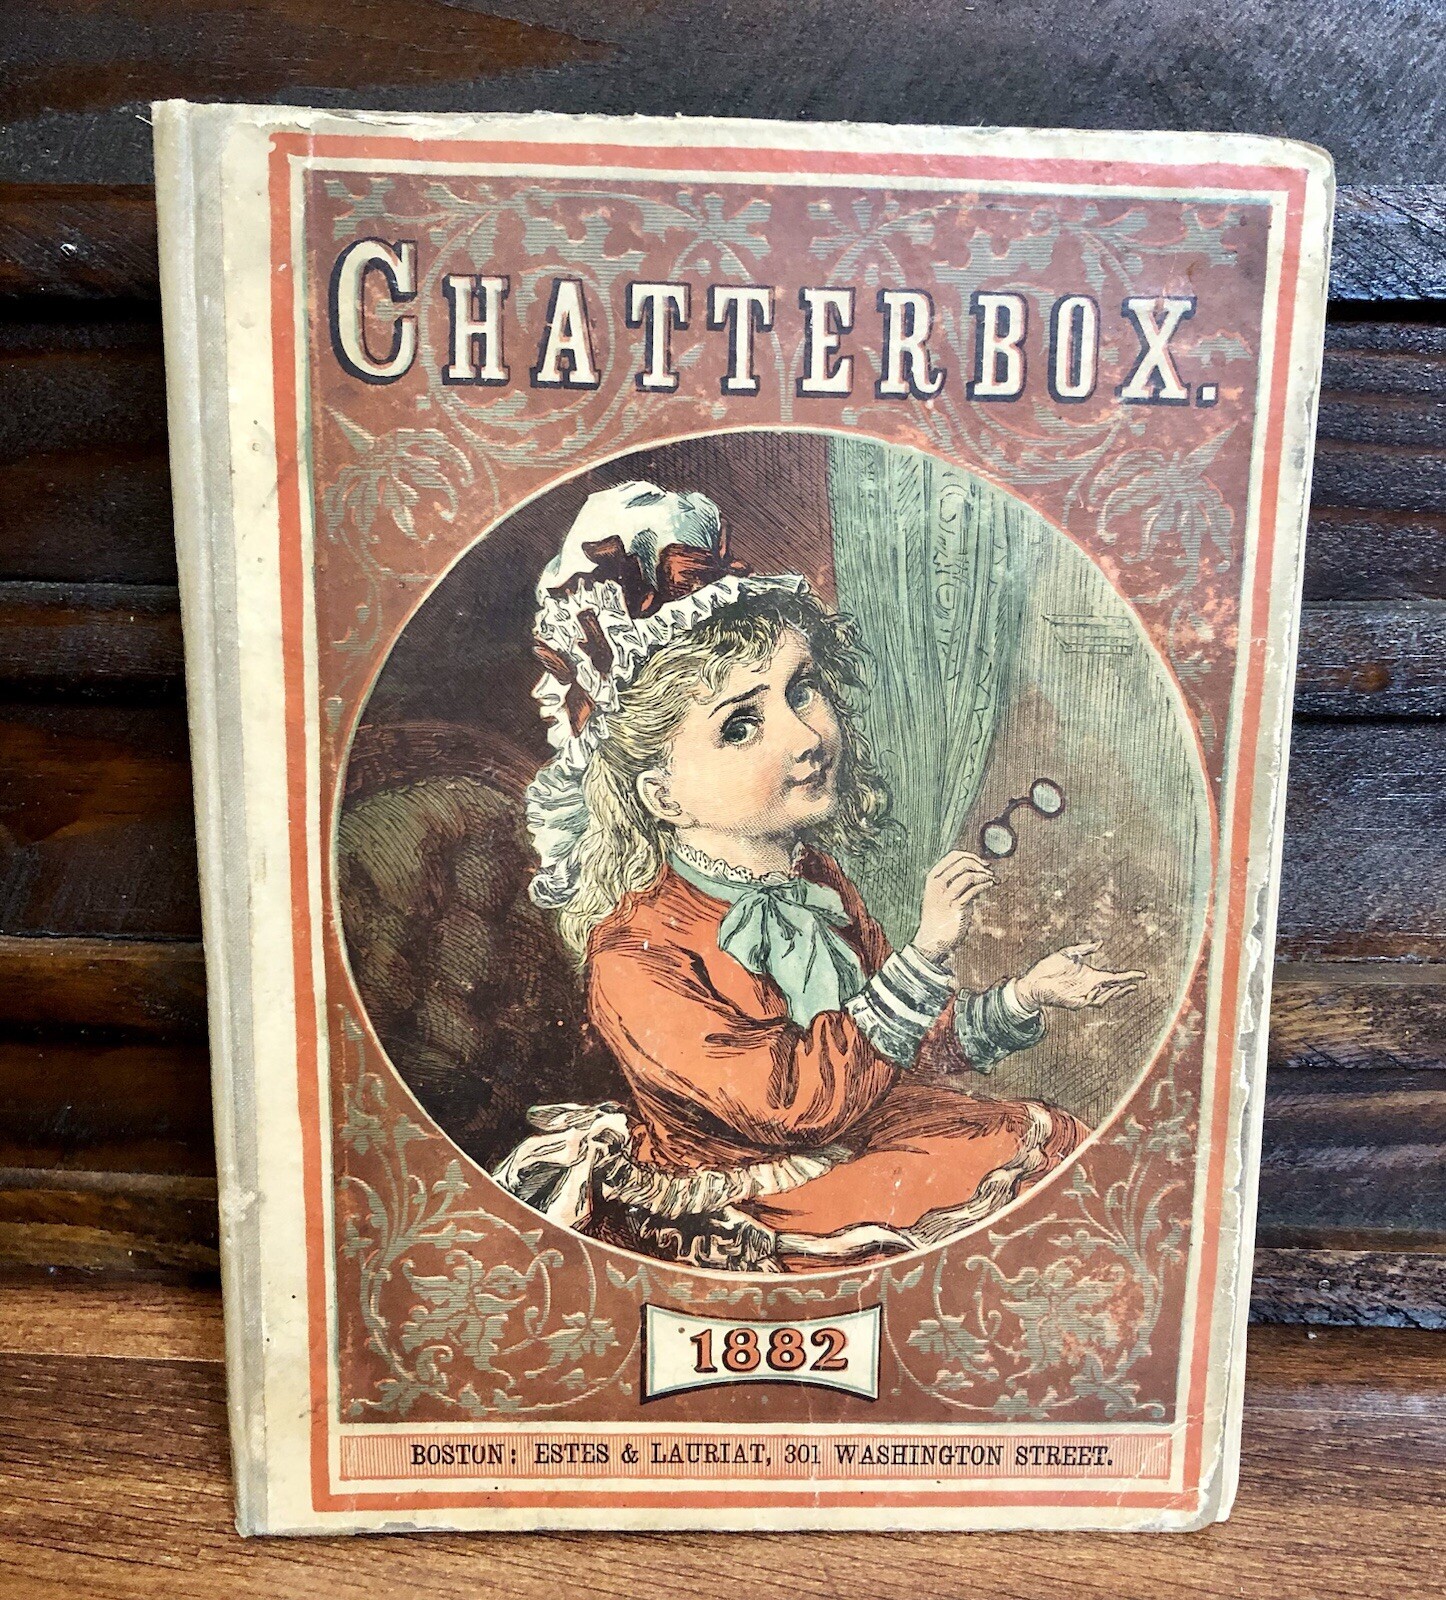 CHATTERBOX.
1882
BOSTON: ESTES & LAURIAT, 301 WASHINGTON STREET.